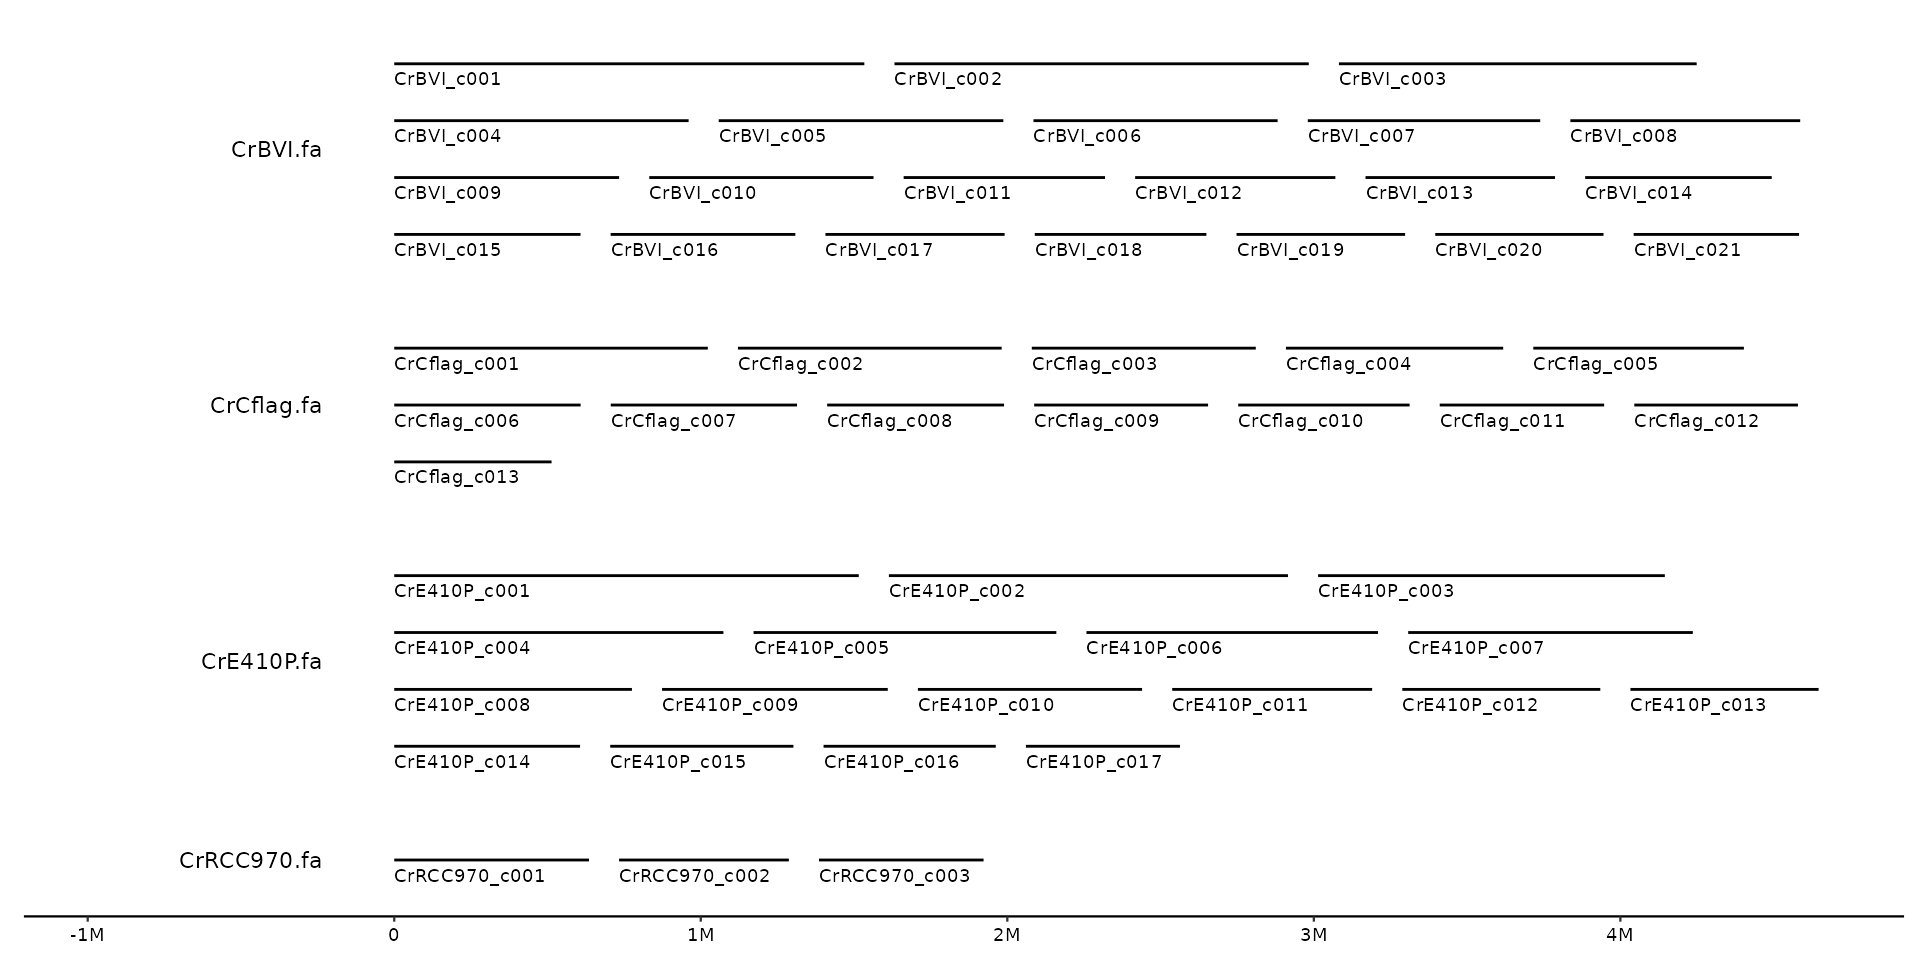 CrBVI_c001 CrBVI_c002 CrBVI_c003
CrBVI_c004 CrBVI_c005 CrBVI_c006 CrBVI_c007 CrBVI_c008
CrBVI.fa
CrBVI_c009 CrBVI_c010 CrBVI_c011 CrBVI_c012 CrBVI_c013 CrBVI_c014
CrBVI_c015 CrBVI_c016 CrBVI_c017 CrBVI_c018 CrBVI_c019 CrBVI_c020 CrBVI_c021
CrCflag_c001 CrCflag_c002 CrCflag_c003 CrCflag_c004 CrCflag_c005
CrCflag.fa
CrCflag_c006 CrCflag_c007 CrCflag_c008 CrCflag_c009 CrCflag_c010 CrCflag_c011 CrCflag_c012
CrCflag_c013
CrE410P_c001 CrE410P_c002 CrE410P_c003
CrE410P_c004 CrE410P_c005 CrE410P_c006 CrE410P_c007
CrE410P.fa
CrE410P_c008 CrE410P_c009 CrE410P_c010 CrE410P_c011 CrE410P_c012 CrE410P_c013
CrE410P_c014 CrE410P_c015 CrE410P_c016 CrE410P_c017
CrRCC970.fa
CrRCC970_c001 CrRCC970_c002 CrRCC970_c003
-1M 0 1M 2M 3M 4M